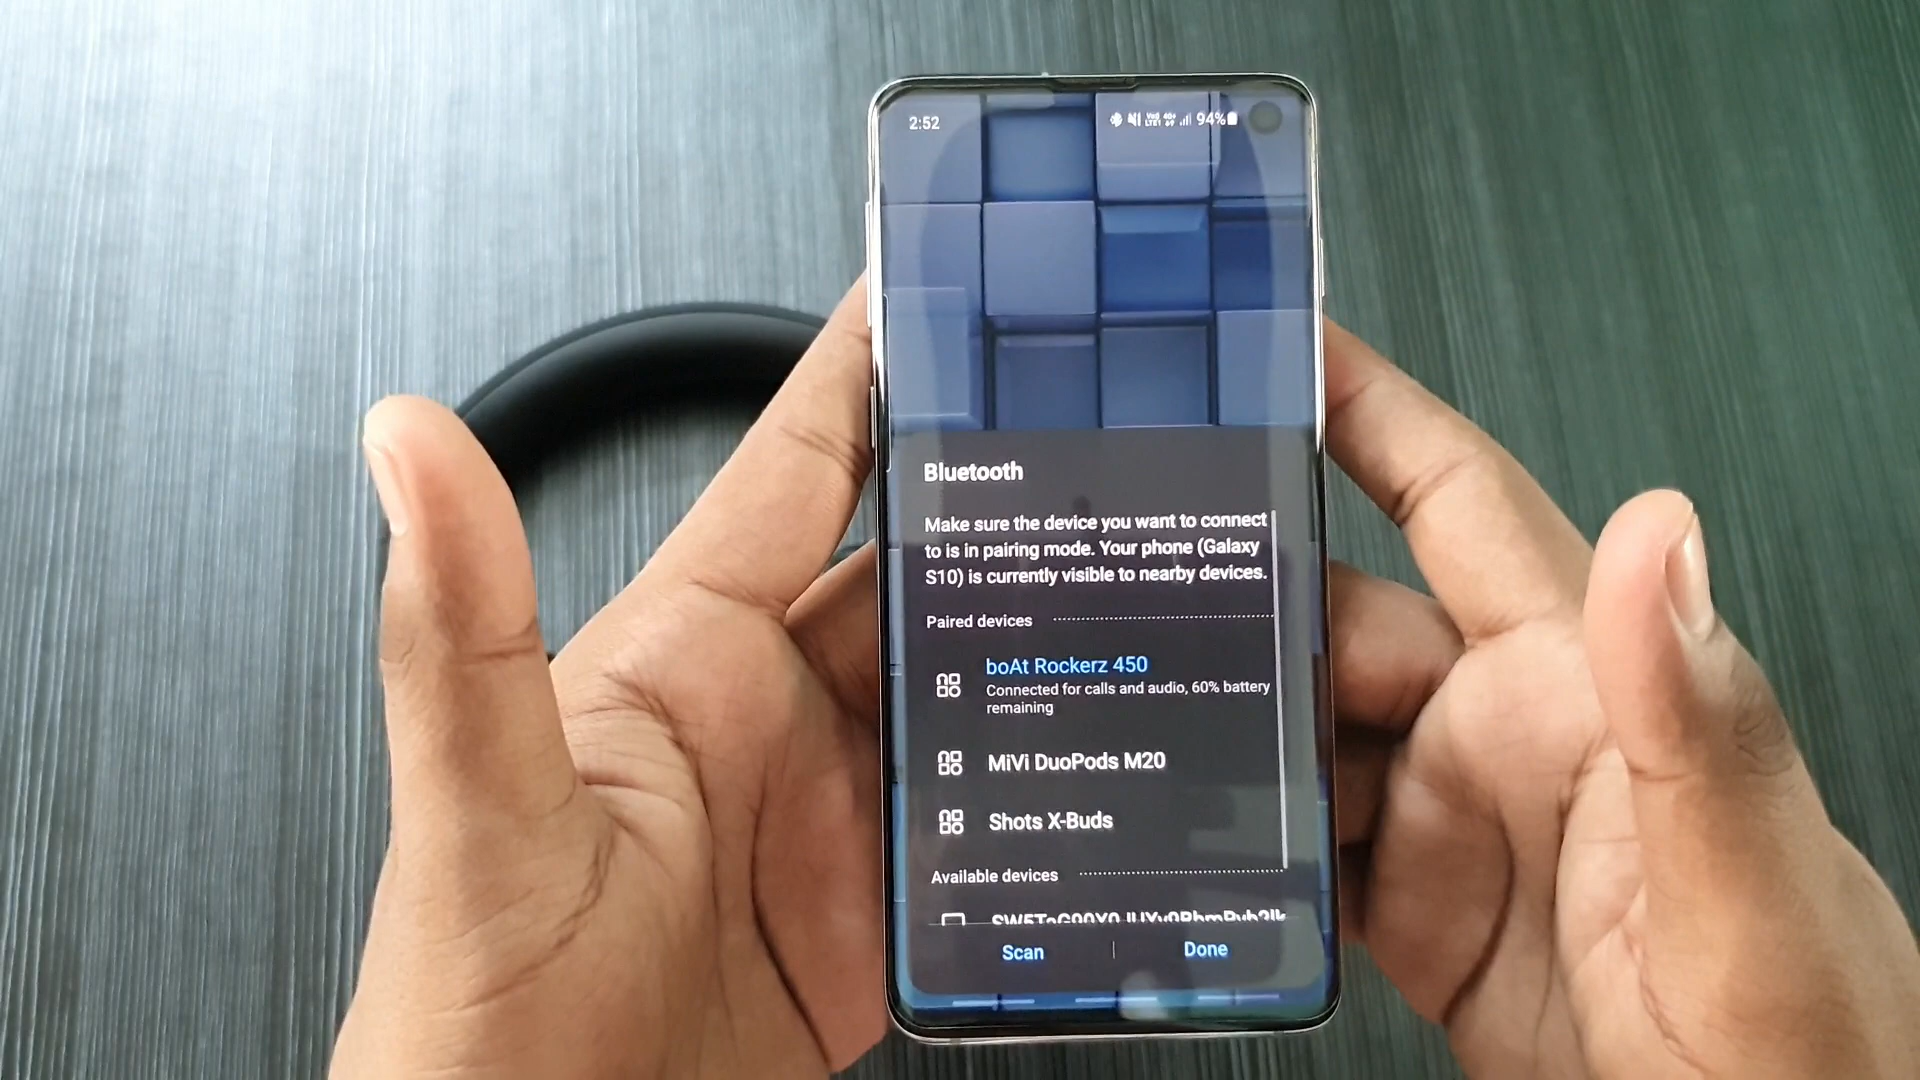 2:52
94%
Bluetooth
Make sure the device you want to connect
to is in pairing mode. Your phone (Galaxy
S10) is currently visible to nearby devices.
Paired devices
boAt Rockerz 450
Connected for calls and audio, 60% battery
remaining
MiVi DuoPods M20
Shots X-Buds
Available devices
Scan
Done